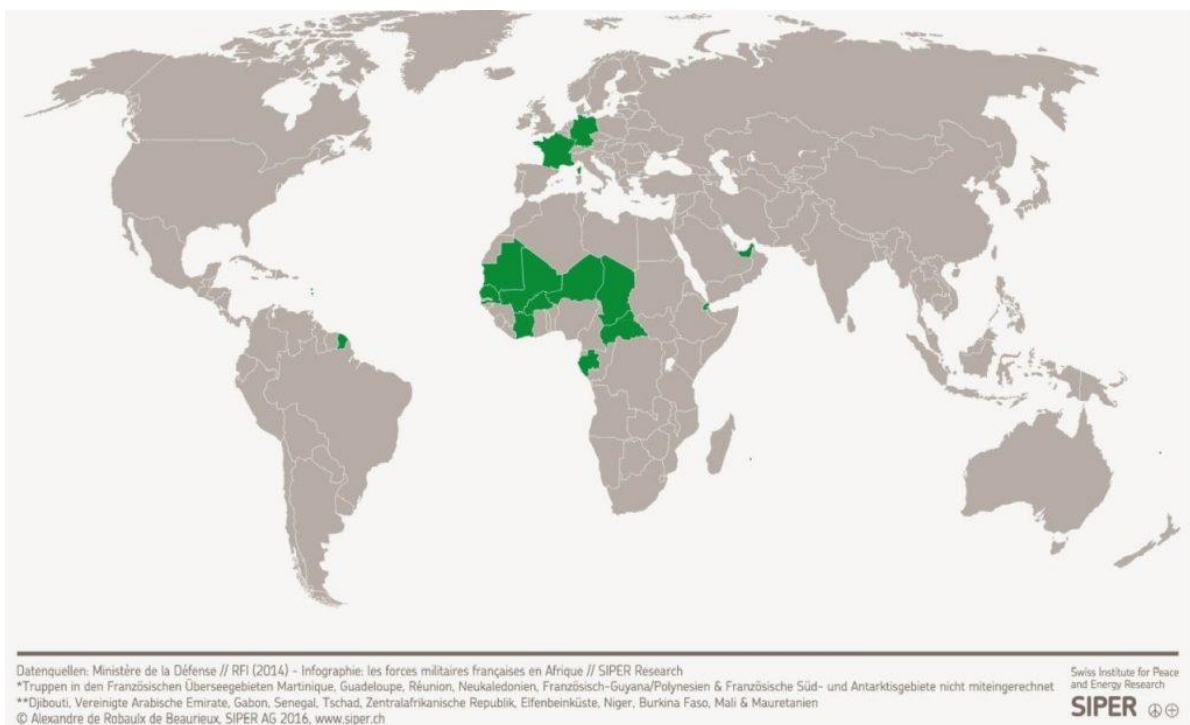 Datenquellen: Ministère de la Défense // RFI (2014) - Infographie: les forces militaires françaises en Afrique // SIPER Research
*Truppen in den Französischen Überseegebieten Martinique, Guadeloupe, Réunion, Neukaledonien, Französisch-Guyana/Polynesien & Französische Süd- und Antarktisgebiete nicht miteingerechnet
**Djibouti, Vereinigte Arabische Emirate, Gabon, Senegal, Tschad, Zentralafrikanische Republik, Elfenbeinküste, Niger, Burkina Faso, Mali & Mauretanien
© Alexandre de Robaulx de Beaurieux, SIPER AG 2016, www.siper.ch
Swiss Institute for Peace
and Energy Research
SIPER